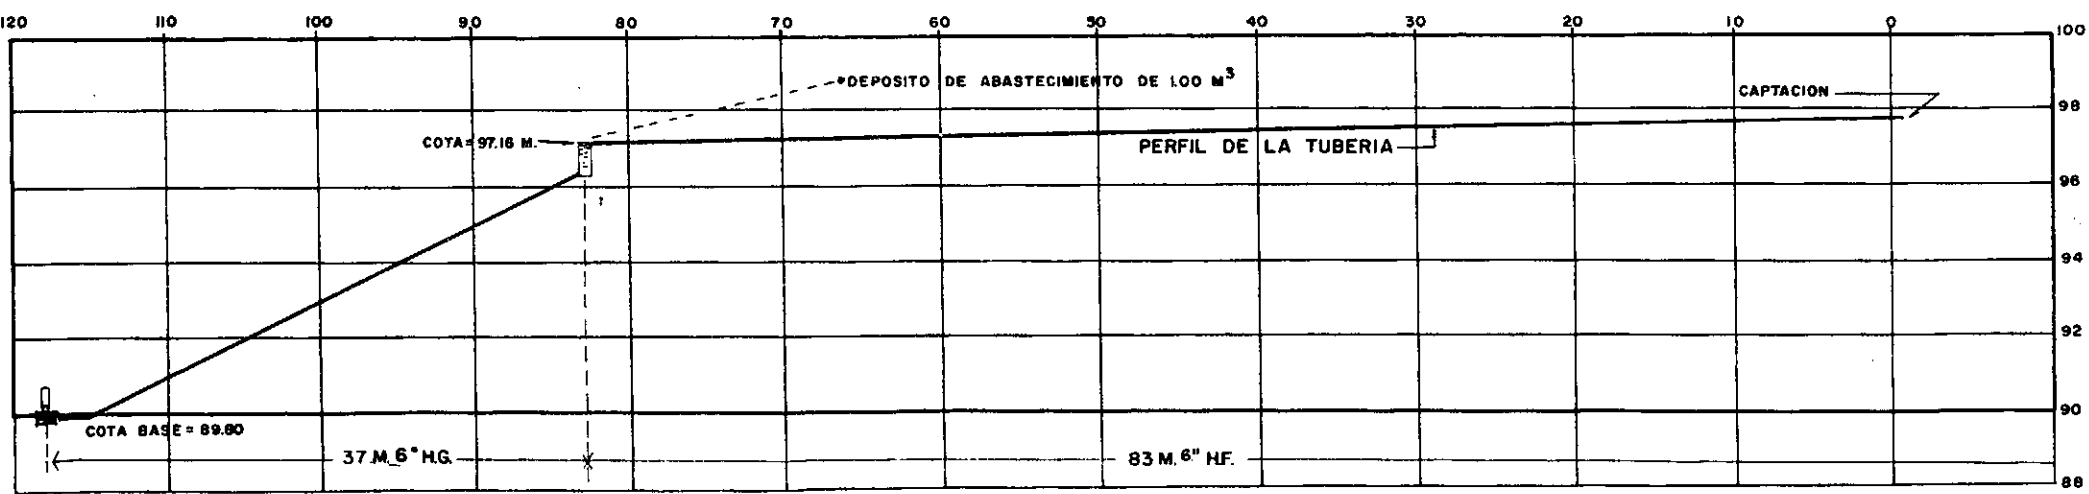 120 110 100 90 80 70 60 50 40 30 20 10 0
100
DEPOSITO DE ABASTECIMIENTO DE 1.00 M3
CAPTACION
98
COTA = 97.16 M.
PERFIL DE LA TUBERIA
96
94
92
90
COTA BASE = 89.80
37 M. 6" H.G.
83 M. 6" H.F.
88